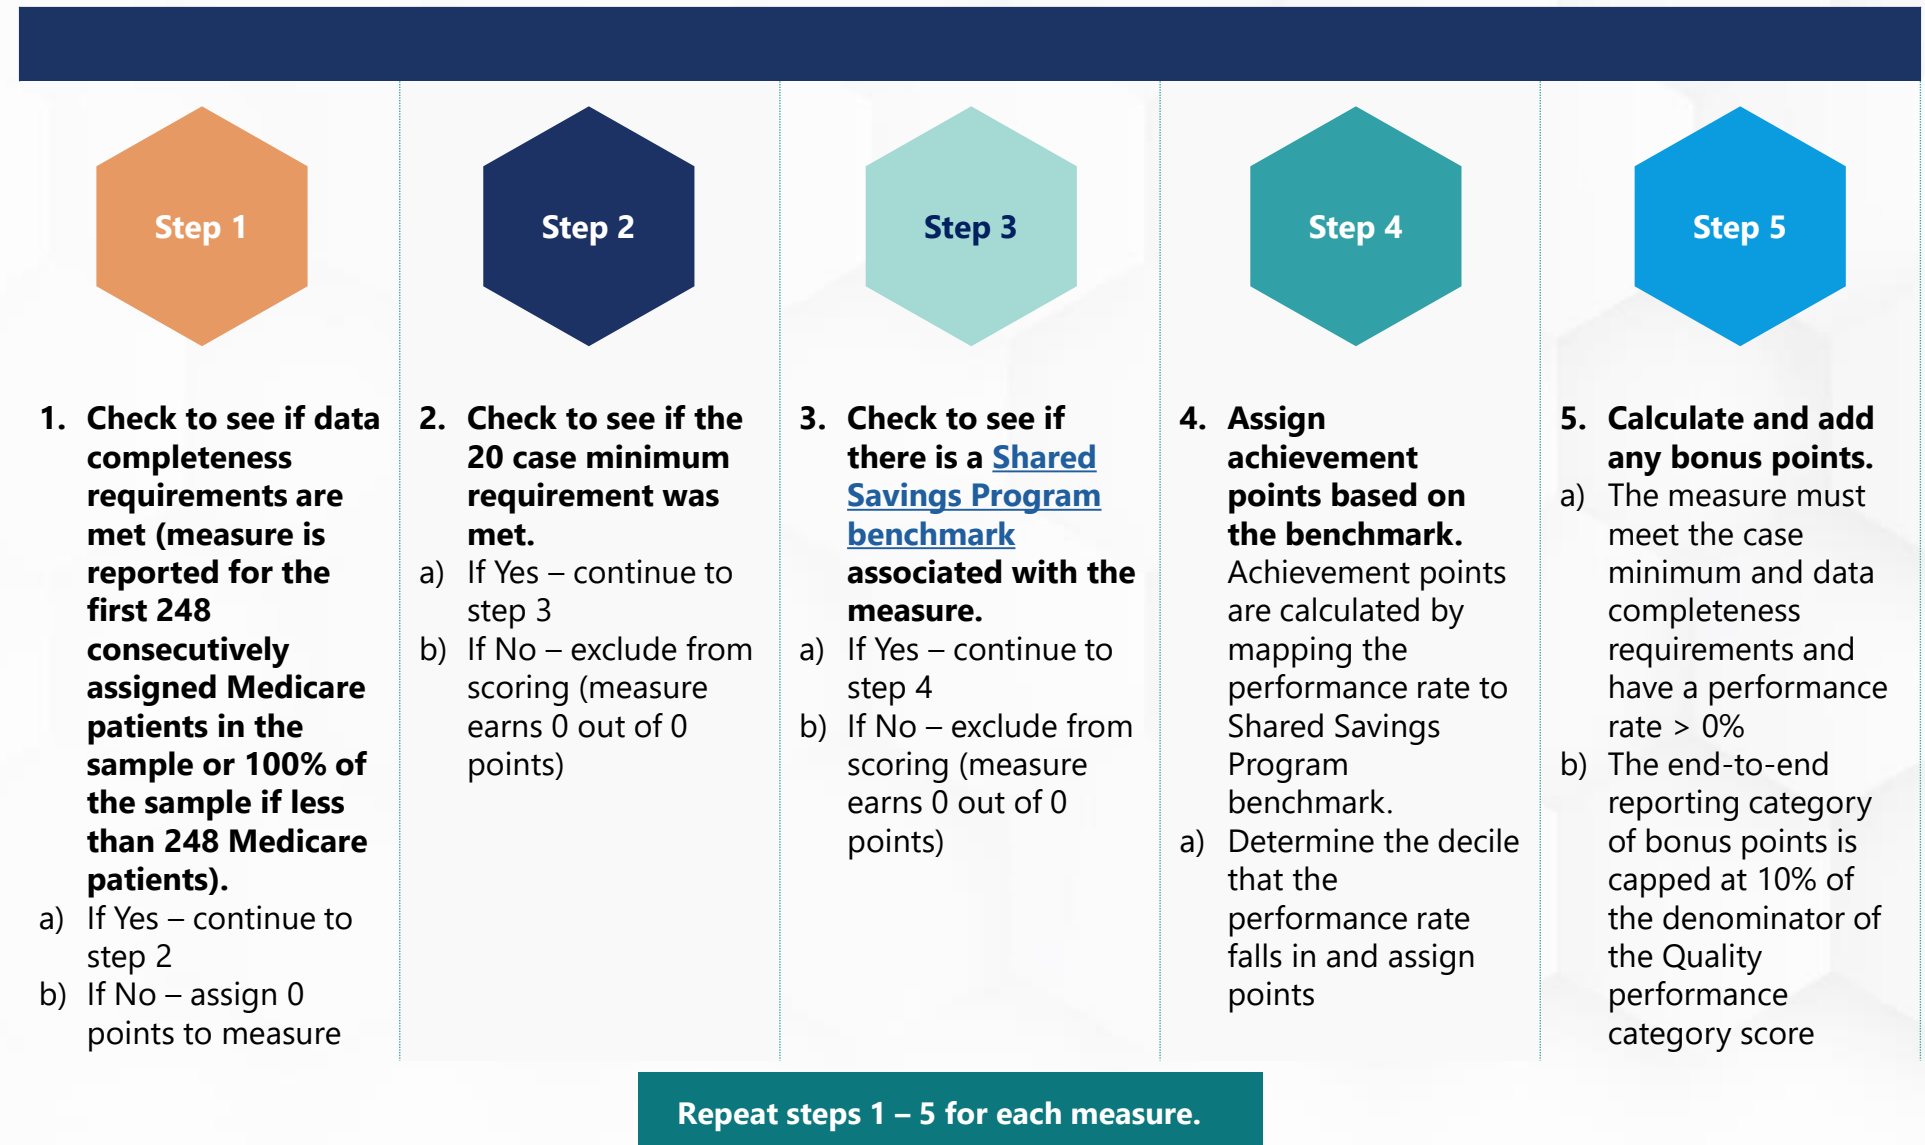 Step 1
Step 2
Step 3
Step 4
Step 5
1. Check to see if data
completeness
requirements are
met (measure is
reported for the
first 248
consecutively
assigned Medicare
patients in the
sample or 100% of
the sample if less
than 248 Medicare
patients).
a) If Yes – continue to
step 2
b) If No – assign 0
points to measure
2. Check to see if the
20 case minimum
requirement was
met.
a) If Yes – continue to
step 3
b) If No – exclude from
scoring (measure
earns 0 out of 0
points)
3. Check to see if
there is a Shared
Savings Program
benchmark
associated with the
measure.
a) If Yes – continue to
step 4
b) If No – exclude from
scoring (measure
earns 0 out of 0
points)
4. Assign
achievement
points based on
the benchmark.
Achievement points
are calculated by
mapping the
performance rate to
Shared Savings
Program
benchmark.
a) Determine the decile
that the
performance rate
falls in and assign
points
5. Calculate and add
any bonus points.
a) The measure must
meet the case
minimum and data
completeness
requirements and
have a performance
rate > 0%
b) The end-to-end
reporting category
of bonus points is
capped at 10% of
the denominator of
the Quality
performance
category score
Repeat steps 1 – 5 for each measure.